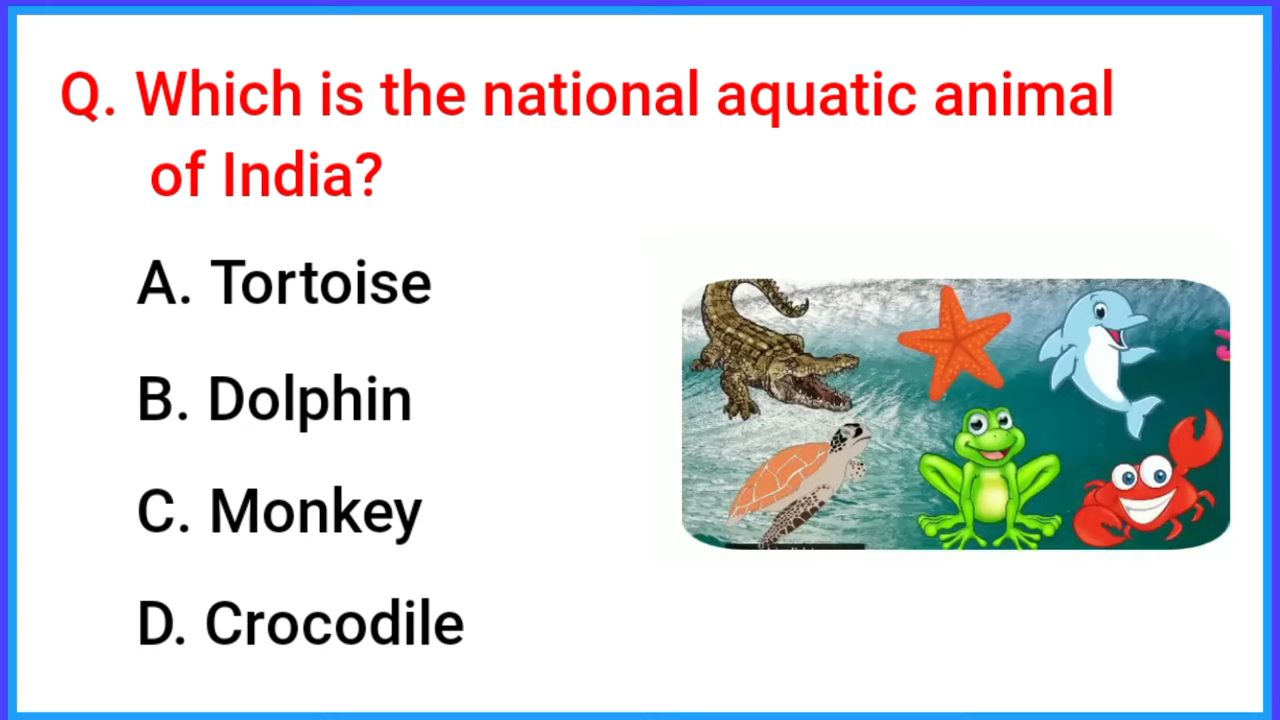 Q. Which is the national aquatic animal
of India?
A. Tortoise
B. Dolphin
C. Monkey
D. Crocodile